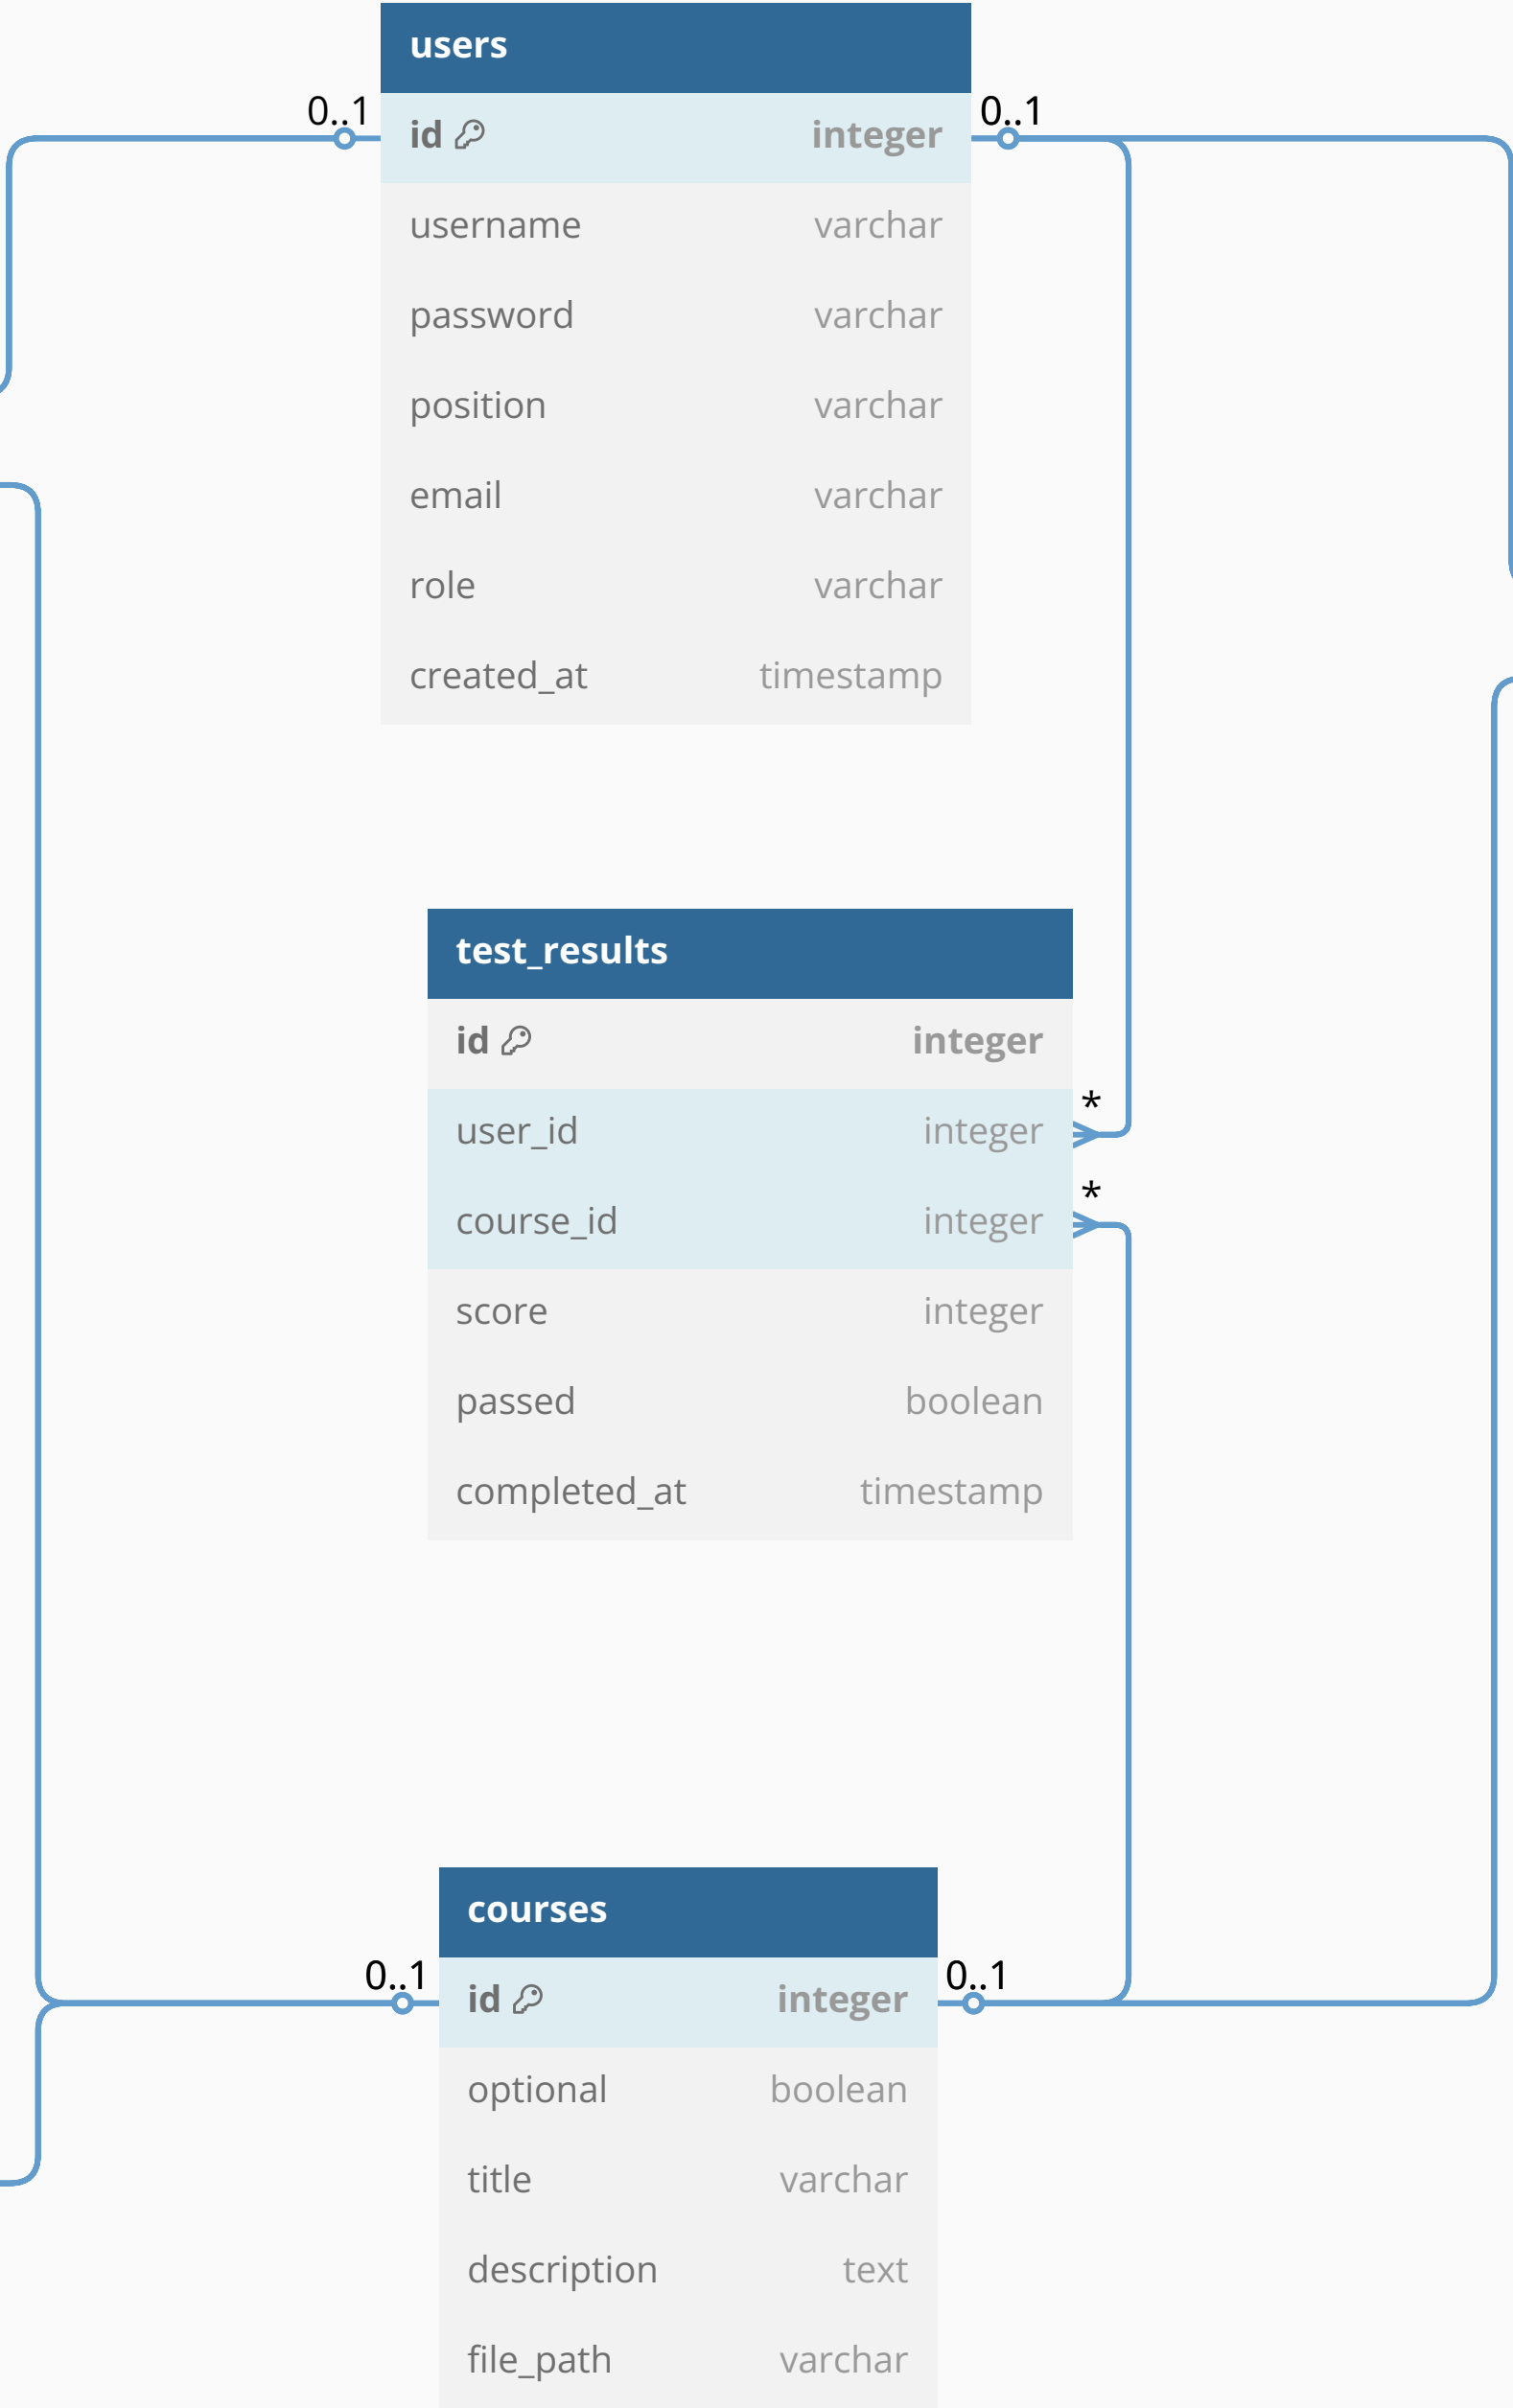 users
0..1
0..1
id integer
username varchar
password varchar
position varchar
email varchar
role varchar
created_at timestamp
test_results
id integer
*
user_id integer
*
course_id integer
score integer
passed boolean
completed_at timestamp
courses
0..1
0..1
id integer
optional boolean
title varchar
description text
file_path varchar